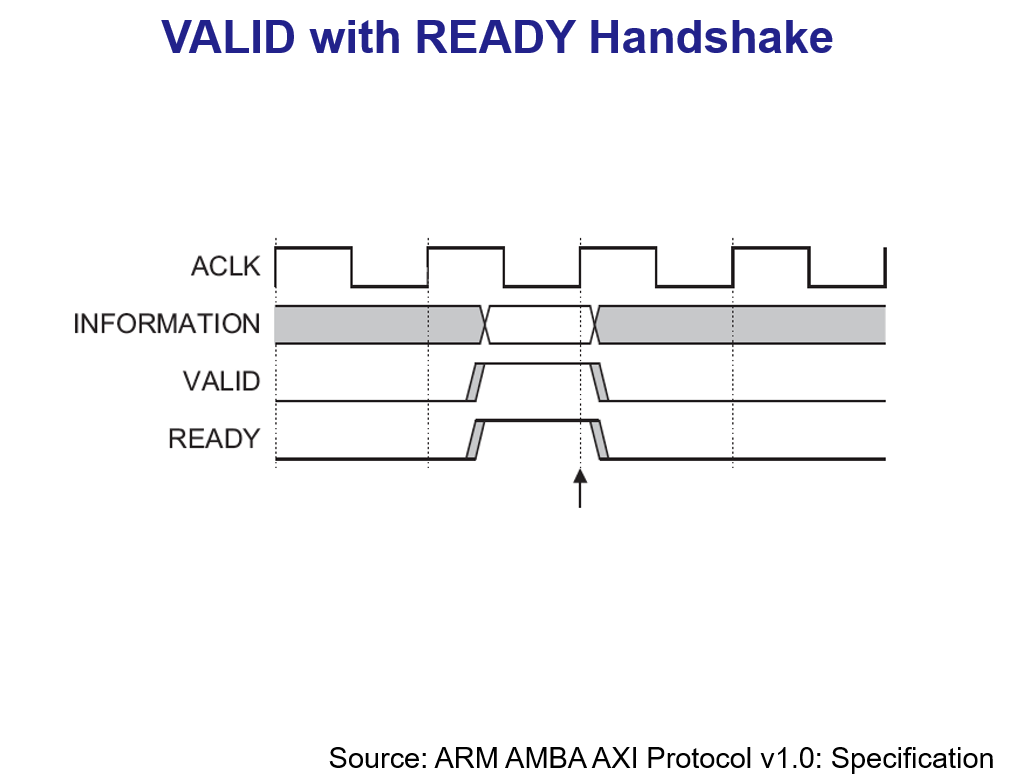 VALID with READY Handshake
ACLK
INFORMATION
VALID
READY
Source: ARM AMBA AXI Protocol v1.0: Specification